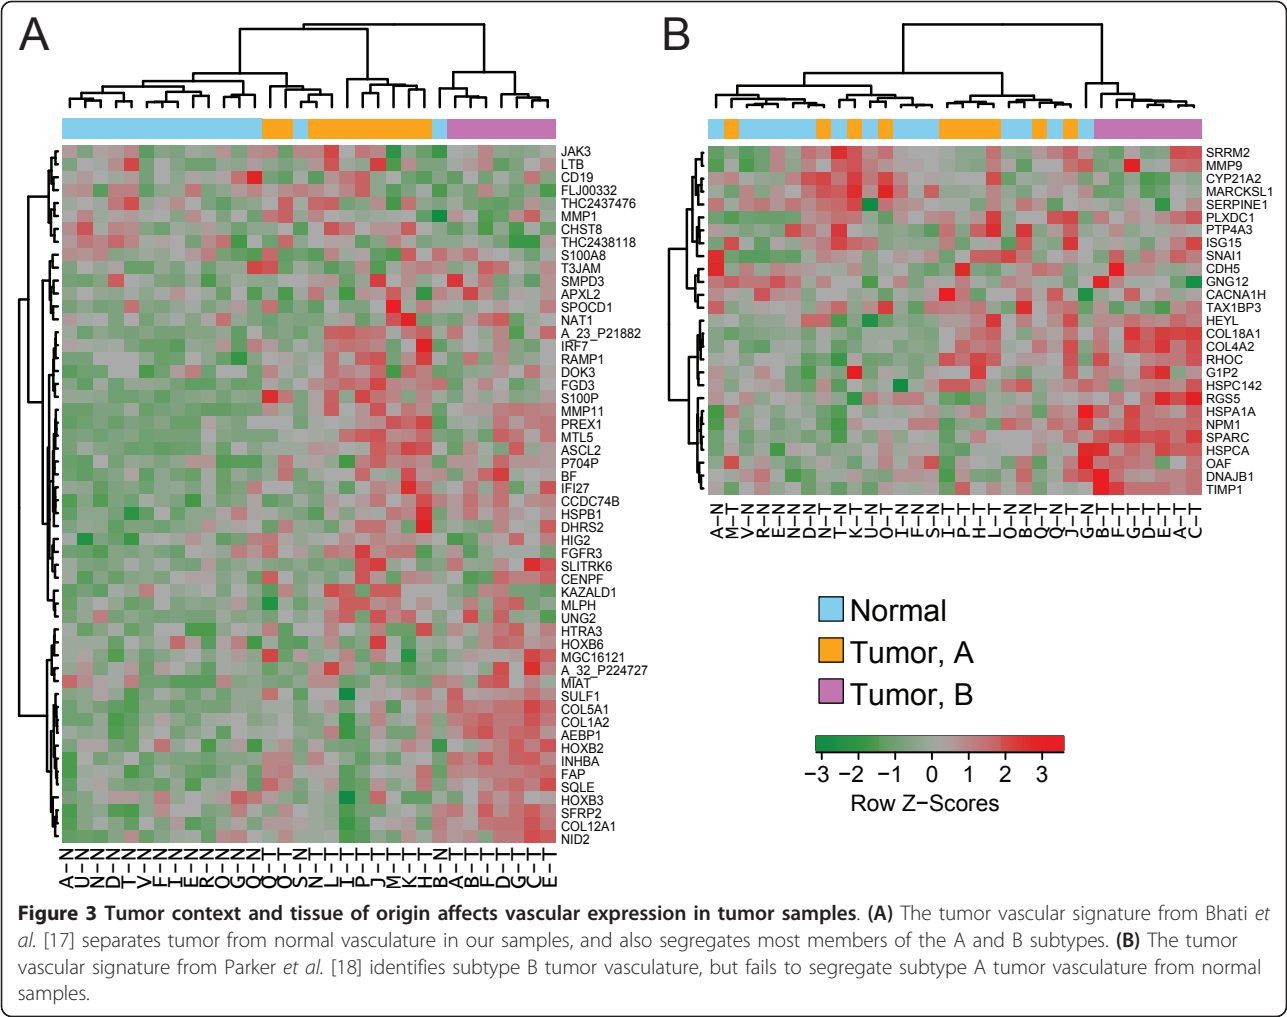 A
B
JAK3
LTB
CD19
FLJ00332
THC2437476
MMP1
CHST8
THC2438118
S100A8
T3JAM
SMPD3
APXL2
SPOCD1
NAT1
A_23_P21882
IRF7
RAMP1
DOK3
FGD3
S100P
MMP11
PREX1
MTL5
ASCL2
P704P
BF
IFI27
CCDC74B
HSPB1
DHRS2
HIG2
FGFR3
SLITRK6
CENPF
KAZALD1
MLPH
UNG2
HTRA3
HOXB6
MGC16121
A_32_P224727
MIAT
SULF1
COL5A1
COL1A2
AEBP1
HOXB2
INHBA
FAP
SQLE
HOXB3
SFRP2
COL12A1
NID2
A−N
U−N
N−N
D−N
T−N
V−N
F−N
I−N
E−N
R−N
O−N
G−N
Q−N
Q−T
O−T
S−N
N−T
L−T
I−T
P−T
J−T
M−T
K−T
H−T
B−N
A−T
B−T
F−T
D−T
G−T
C−T
E−T
SRRM2
MMP9
CYP21A2
MARCKSL1
SERPINE1
PLXDC1
PTP4A3
ISG15
SNAI1
CDH5
GNG12
CACNA1H
TAX1BP3
HEYL
COL18A1
COL4A2
RHOC
G1P2
HSPC142
RGS5
HSPA1A
NPM1
SPARC
HSPCA
OAF
DNAJB1
TIMP1
A−N
M−T
V−N
R−N
E−N
N−N
D−N
N−T
T−N
K−T
U−N
O−T
I−N
F−N
S−N
I−T
P−T
H−T
L−T
O−N
B−N
Q−T
Q−N
J−T
G−N
B−T
F−T
G−T
D−T
E−T
A−T
C−T
Normal
Tumor, A
Tumor, B
−3 −2 −1 0 1 2 3
Row Z−Scores
Figure 3 Tumor context and tissue of origin affects vascular expression in tumor samples. (A) The tumor vascular signature from Bhati et
al. [17] separates tumor from normal vasculature in our samples, and also segregates most members of the A and B subtypes. (B) The tumor
vascular signature from Parker et al. [18] identifies subtype B tumor vasculature, but fails to segregate subtype A tumor vasculature from normal
samples.